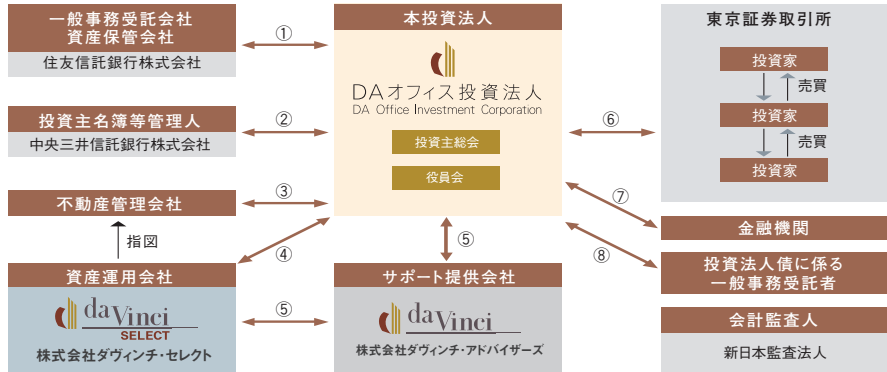 一般事務受託会社
資産保管会社
住友信託銀行株式会社
①
本投資法人
DAオフィス投資法人
DA Office Investment Corporation
投資主総会
役員会
東京証券取引所
投資家
売買
投資家
売買
投資家
投資主名簿等管理人
中央三井信託銀行株式会社
②
⑥
不動産管理会社
③
指図
④
⑤
⑦
金融機関
⑧
投資法人債に係る
一般事務受託者
資産運用会社
da Vinci
SELECT
株式会社ダヴィンチ・セレクト
⑤
サポート提供会社
da Vinci
株式会社ダヴィンチ・アドバイザーズ
会計監査人
新日本監査法人